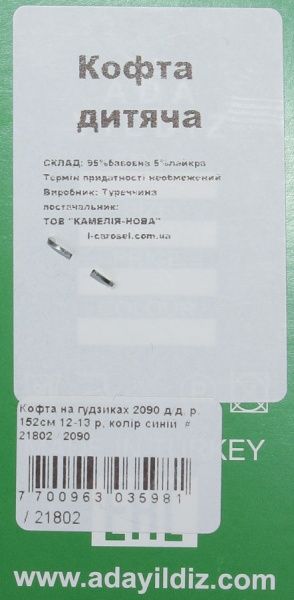 Кофта
дитяча
СКЛАД: 95%бавовна 5%лайкра
Термін придатності необмежений
Виробник: Туреччина
постачальник:
ТОВ "КАМЕЛІЯ-НОВА"
i-carosel.com.ua
Кофта на гудзиках 2090 д.д. р.
152см 12-13 р, колір синій #
21802 2090
KEY
7 700963 035981
/ 21802
www.adayildiz.com